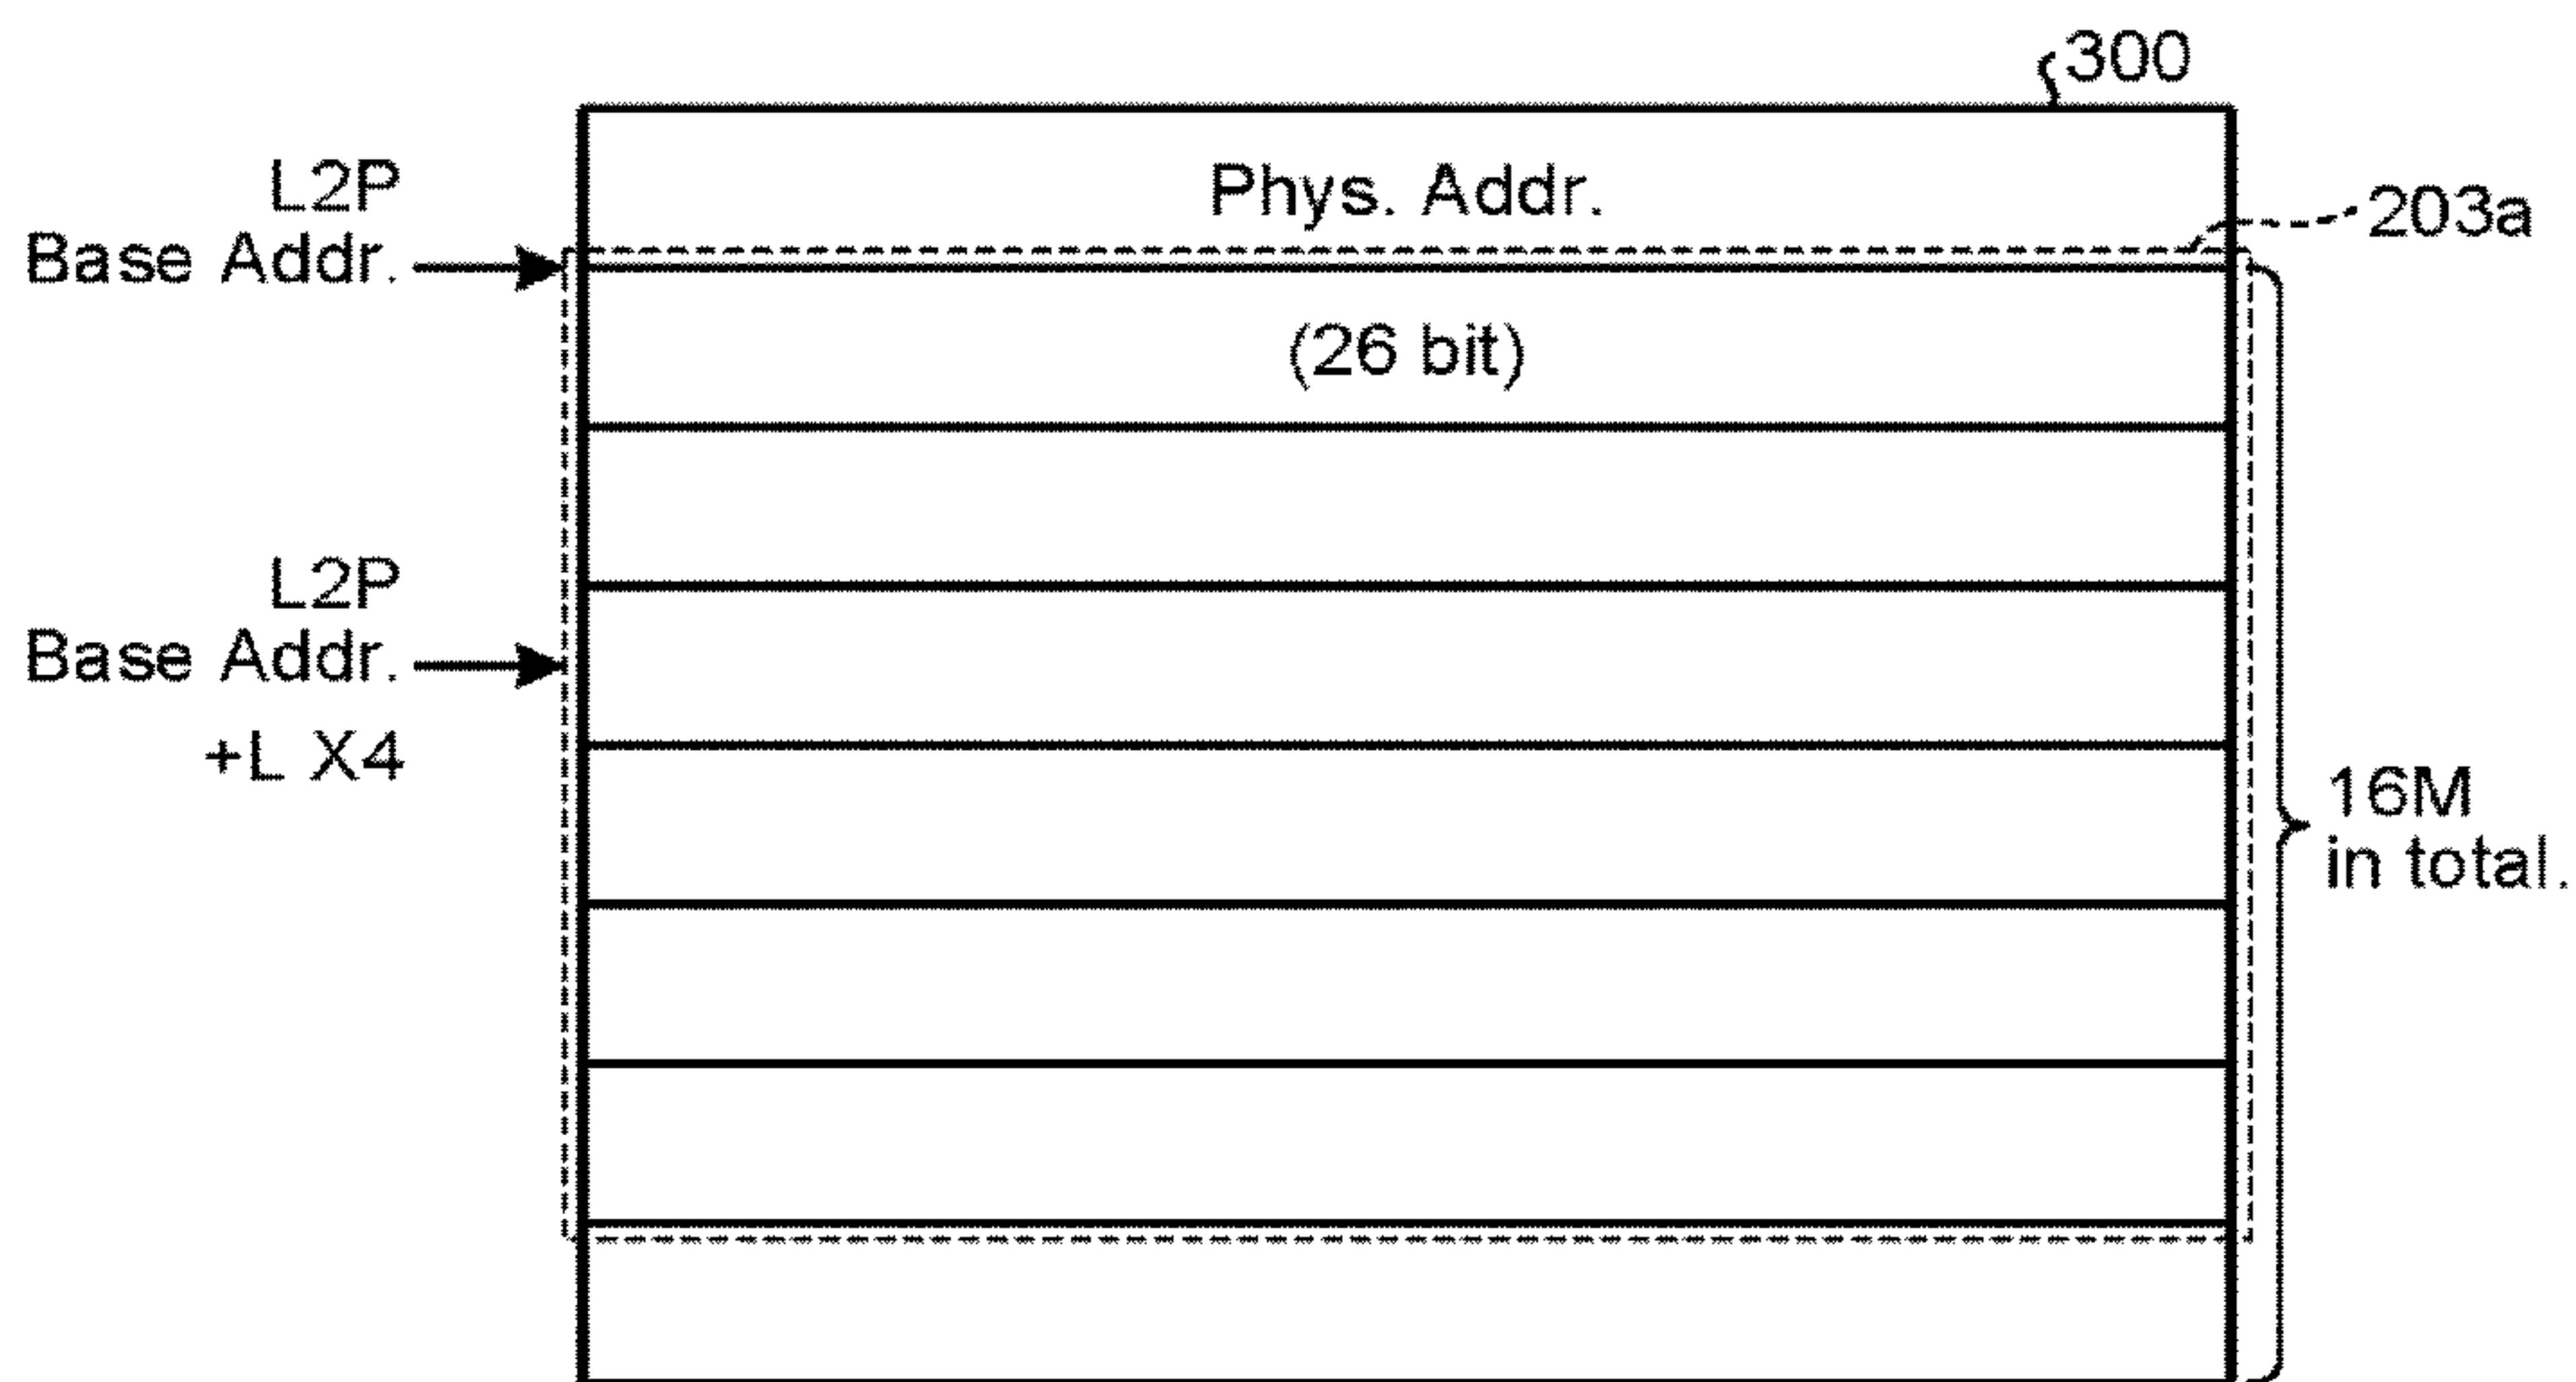 300
L2P
Base Addr.
Phys. Addr.
203a
(26 bit)
L2P
Base Addr.
+L X4
16M
in total.